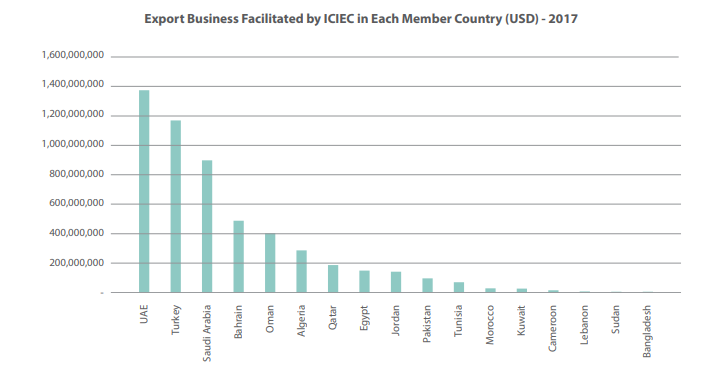 Export Business Facilitated by ICIEC in Each Member Country (USD) - 2017
1,600,000,000
1,400,000,000
1,200,000,000
1,000,000,000
800,000,000
600,000,000
400,000,000
200,000,000
-
UAE
Turkey
Saudi Arabia
Bahrain
Oman
Algeria
Qatar
Egypt
Jordan
Pakistan
Tunisia
Morocco
Kuwait
Cameroon
Lebanon
Sudan
Bangladesh